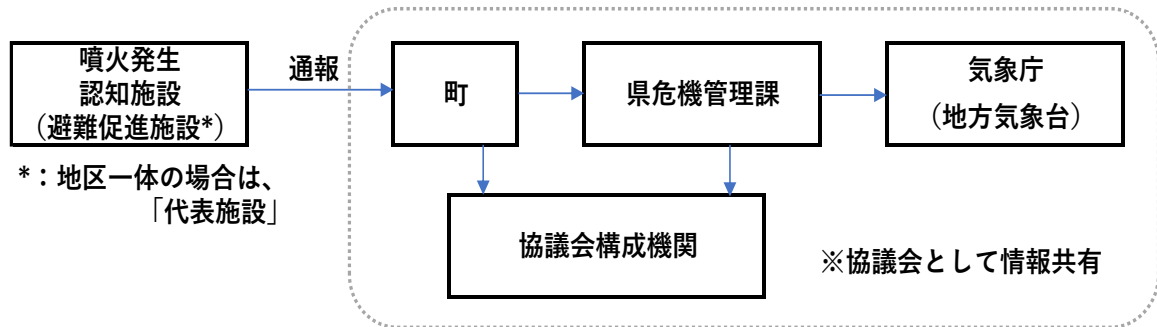 噴火発生
認知施設
（避難促進施設*）
通報
町
県危機管理課
気象庁
（地方気象台）
*：地区一体の場合は、
「代表施設」
協議会構成機関
※協議会として情報共有